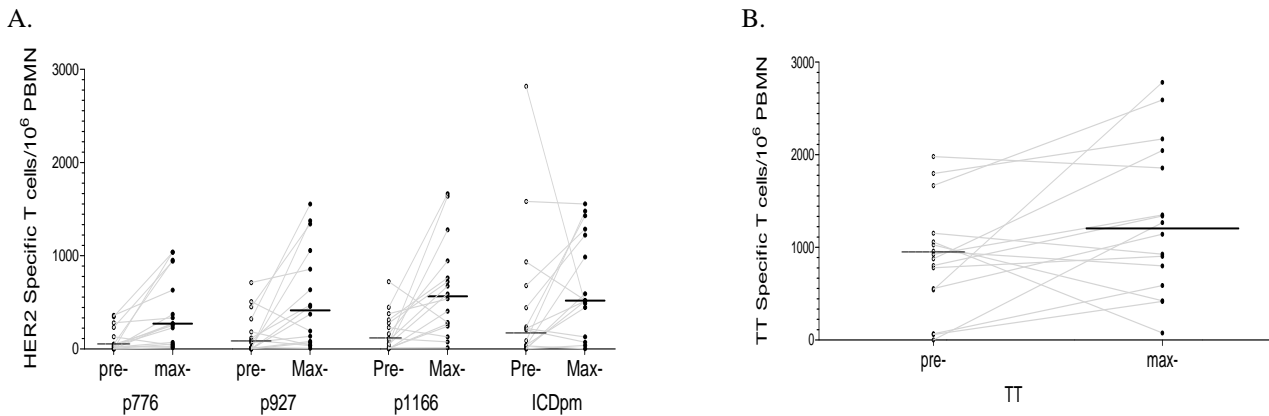 A.
B.
HER2 Specific T cells/10⁶ PBMN
3000
2000
1000
0
pre- max- pre- Max- Pre- Max- Pre- Max-
p776 p927 p1166 ICDpm
TT Specific T cells/10⁶ PBMN
3000
2000
1000
0
pre- max-
TT